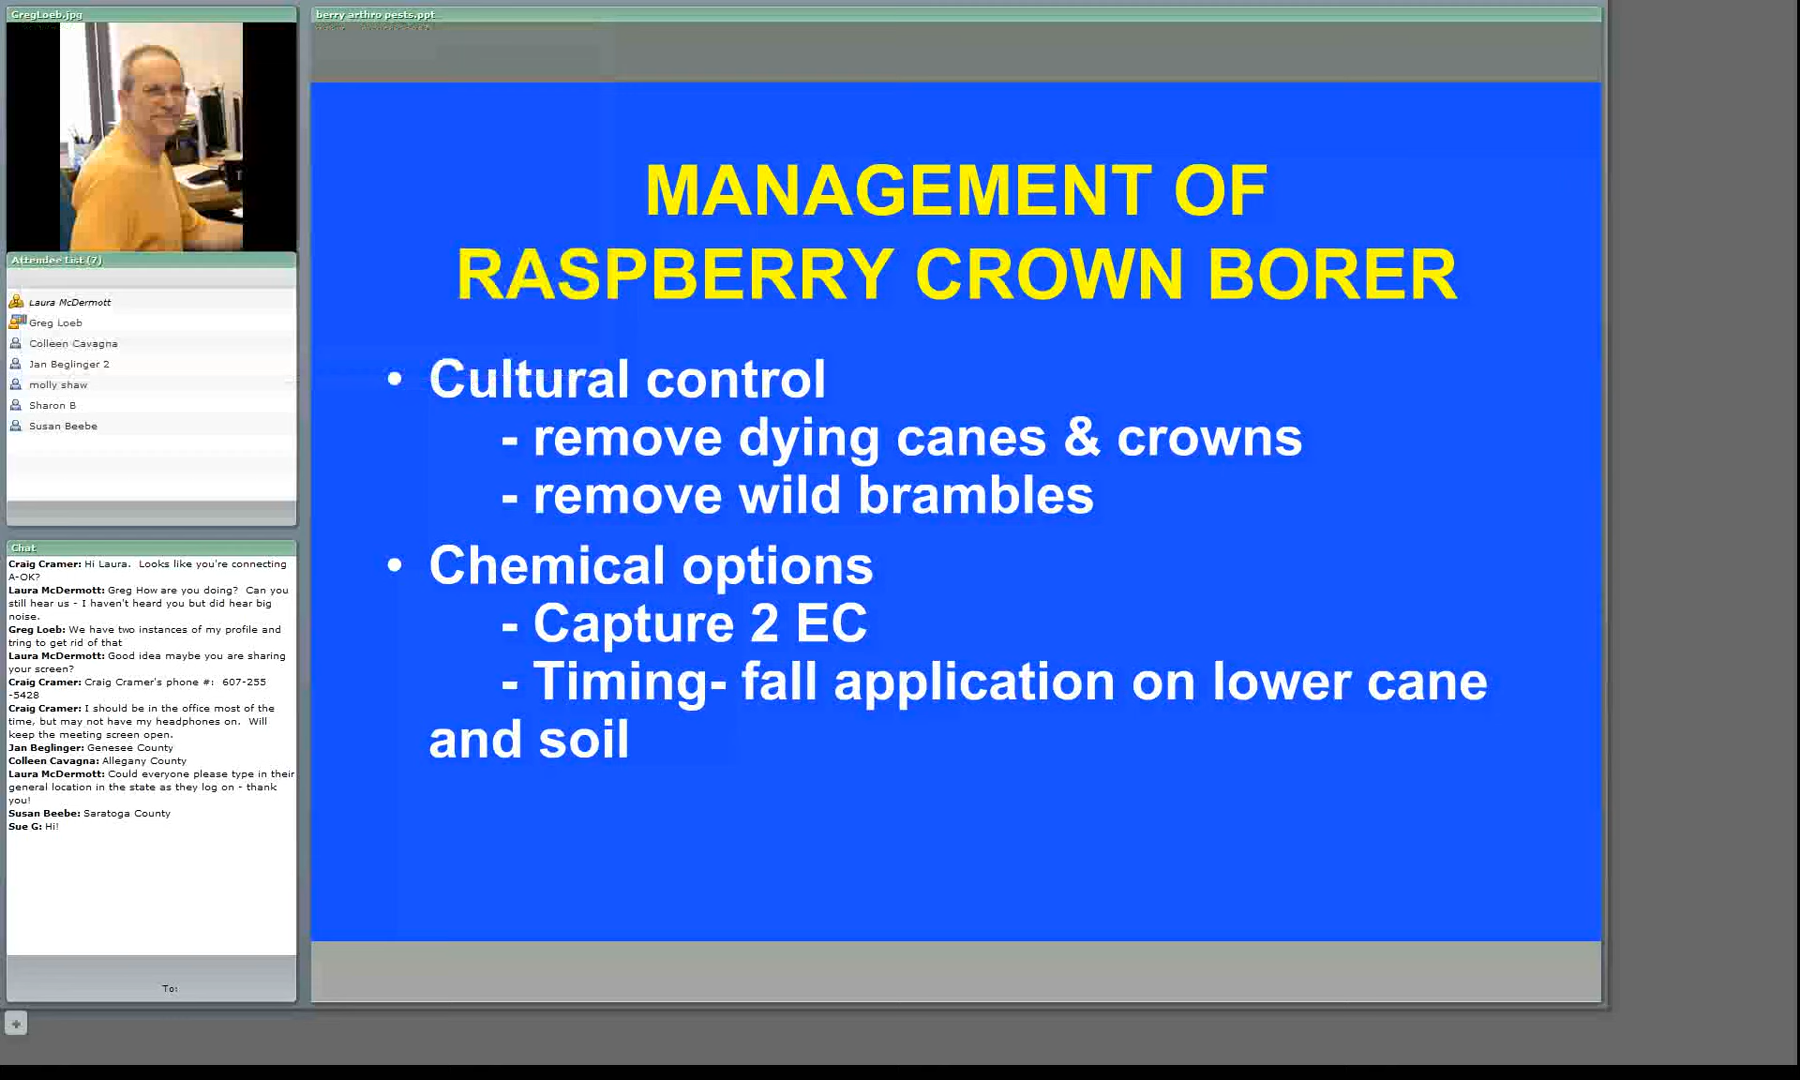 GregLoeb.jpg
Attendee List (7)
Laura McDermott
Greg Loeb
Colleen Cavagna
Jan Beglinger 2
molly shaw
Sharon B
Susan Beebe
Chat
Craig Cramer: Hi Laura. Looks like you're connecting
A-OK?
Laura McDermott: Greg How are you doing? Can you
still hear us - I haven't heard you but did hear big
noise.
Greg Loeb: We have two instances of my profile and
tring to get rid of that
Laura McDermott: Good idea maybe you are sharing
your screen?
Craig Cramer: Craig Cramer's phone #: 607-255
-5428
Craig Cramer: I should be in the office most of the
time, but may not have my headphones on. Will
keep the meeting screen open.
Jan Beglinger: Genesee County
Colleen Cavagna: Allegany County
Laura McDermott: Could everyone please type in their
general location in the state as they log on - thank
you!
Susan Beebe: Saratoga County
Sue G: Hi!
To:
berry arthro pests.ppt
MANAGEMENT OF
RASPBERRY CROWN BORER
• Cultural control
- remove dying canes & crowns
- remove wild brambles
• Chemical options
- Capture 2 EC
- Timing- fall application on lower cane
and soil